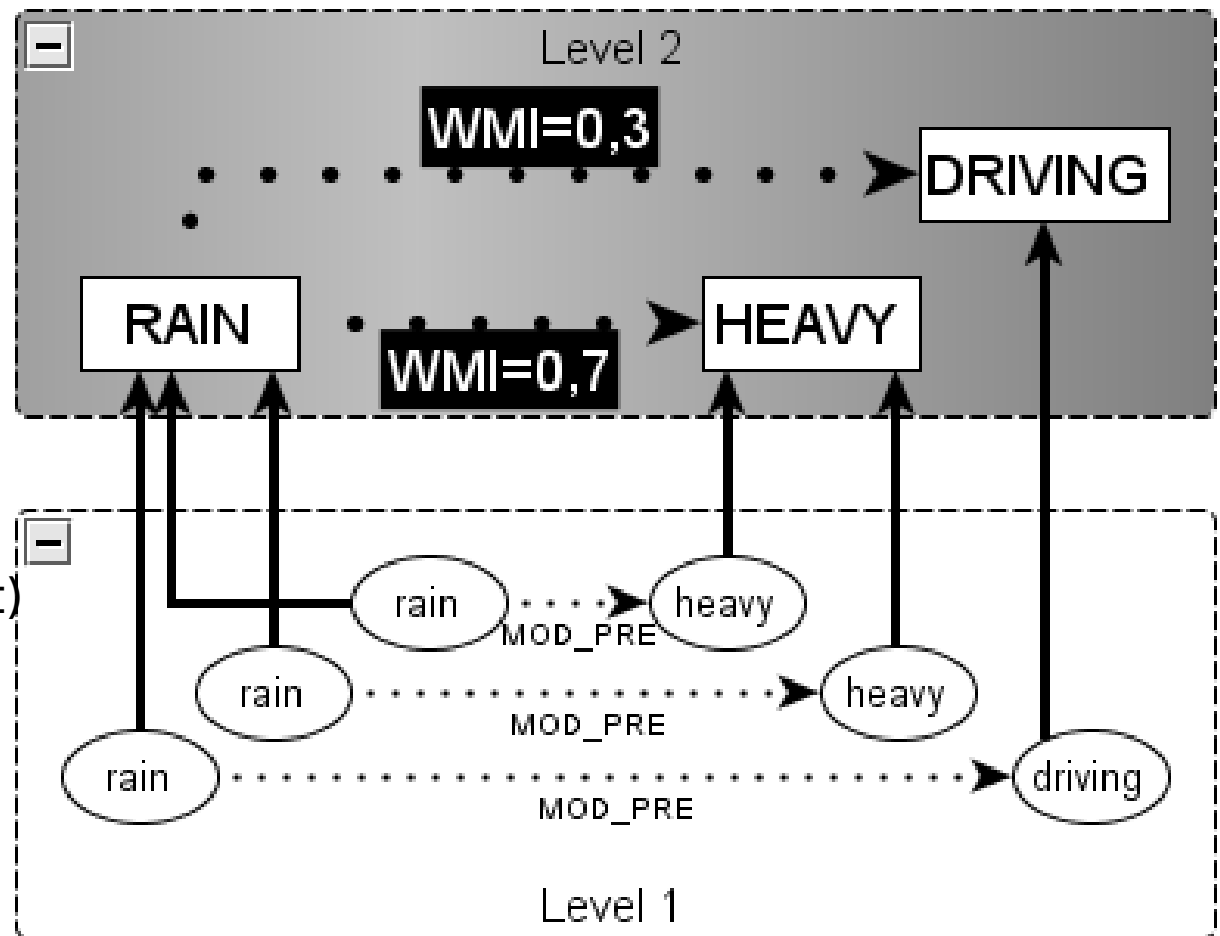 Level 2
WMI=0,3
DRIVING
RAIN
HEAVY
WMI=0,7
rain
heavy
MOD_PRE
rain
heavy
MOD_PRE
rain
driving
MOD_PRE
Level 1